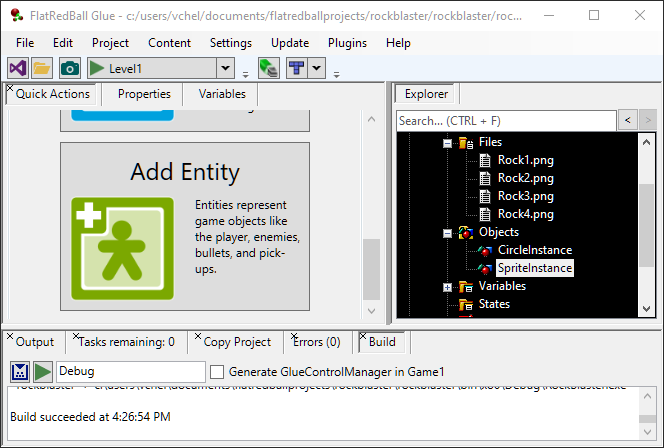 FlatRedBall Glue - c:/users/vchel/documents/flatredballprojects/rockblaster/rockblaster/roc...
File Edit Project Content Settings Update Plugins Help
Level1
Quick Actions Properties Variables
Add Entity
Entities represent
game objects like
the player, enemies,
bullets, and pick-
ups.
Explorer
Search... (CTRL + F) < >
Files
Rock1.png
Rock2.png
Rock3.png
Rock4.png
Objects
CircleInstance
SpriteInstance
Variables
States
Output Tasks remaining: 0 Copy Project Errors (0) Build
Debug Generate GlueControlManager in Game1
Build succeeded at 4:26:54 PM